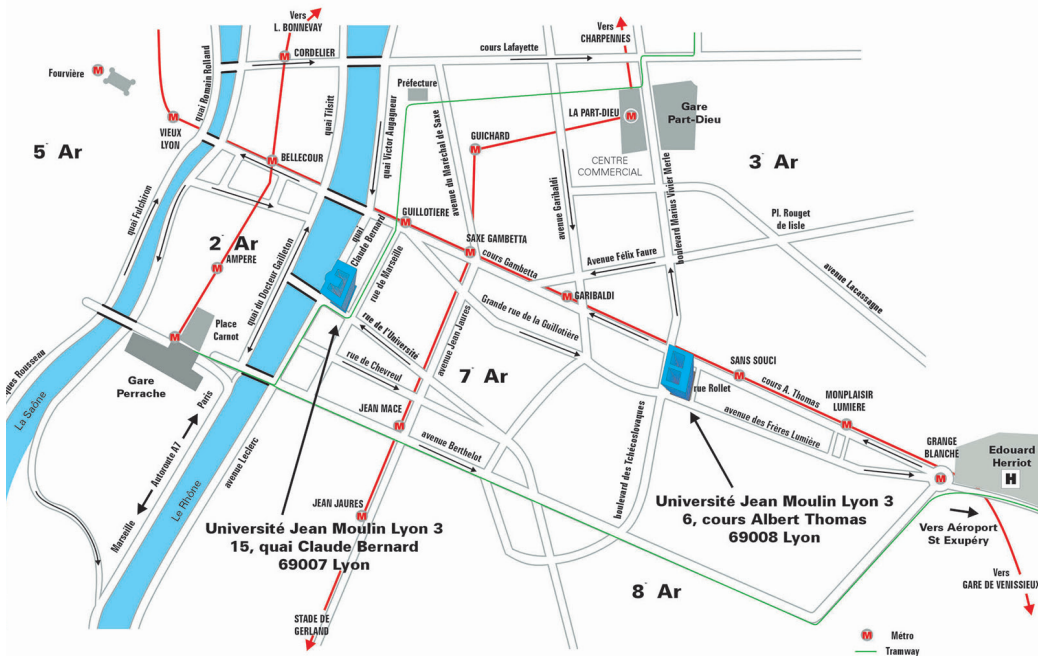 Vers
L. BONNEVAY
CORDELIER
Vers
CHARPENNES
cours Lafayette
Fourvière
quai Romain Rolland
quai Tilsitt
Préfecture
quai Victor Augagneur
avenue du Maréchal de Saxe
LA PART-DIEU
Gare
Part-Dieu
VIEUX
LYON
GUICHARD
5 Ar
BELLECOUR
CENTRE
COMMERCIAL
3 Ar
avenue Garibaldi
boulevard Marius Vivier Merle
quai Fulchiron
GUILLOTIERE
Pl. Rouget
de lisle
quai
Claude Bernard
SAXE GAMBETTA
cours Gambetta
2 Ar
AMPERE
rue de Marseille
Avenue Félix Faure
avenue Lacassagne
quai du Docteur Gailleton
GARIBALDI
Grande rue de la Guillotière
Place
Carnot
rue de l'Université
avenue Jean Jaures
ques Rousseau
Gare
Perrache
rue de Chevreul
7 Ar
SANS SOUCI
rue Rollet
cours A. Thomas
MONPLAISIR
LUMIERE
La Saône
Paris
JEAN MACE
avenue des Frères Lumière
avenue Berthelot
GRANGE
BLANCHE
Edouard
Herriot
H
Autoroute A7
avenue Leclerc
boulevard des Tchécoslovaques
Le Rhône
JEAN JAURES
Marseille
Université Jean Moulin Lyon 3
15, quai Claude Bernard
69007 Lyon
Université Jean Moulin Lyon 3
6, cours Albert Thomas
69008 Lyon
Vers Aéroport
St Exupéry
Vers
GARE DE VENISSIEUX
8 Ar
STADE DE
GERLAND
M Métro
Tramway